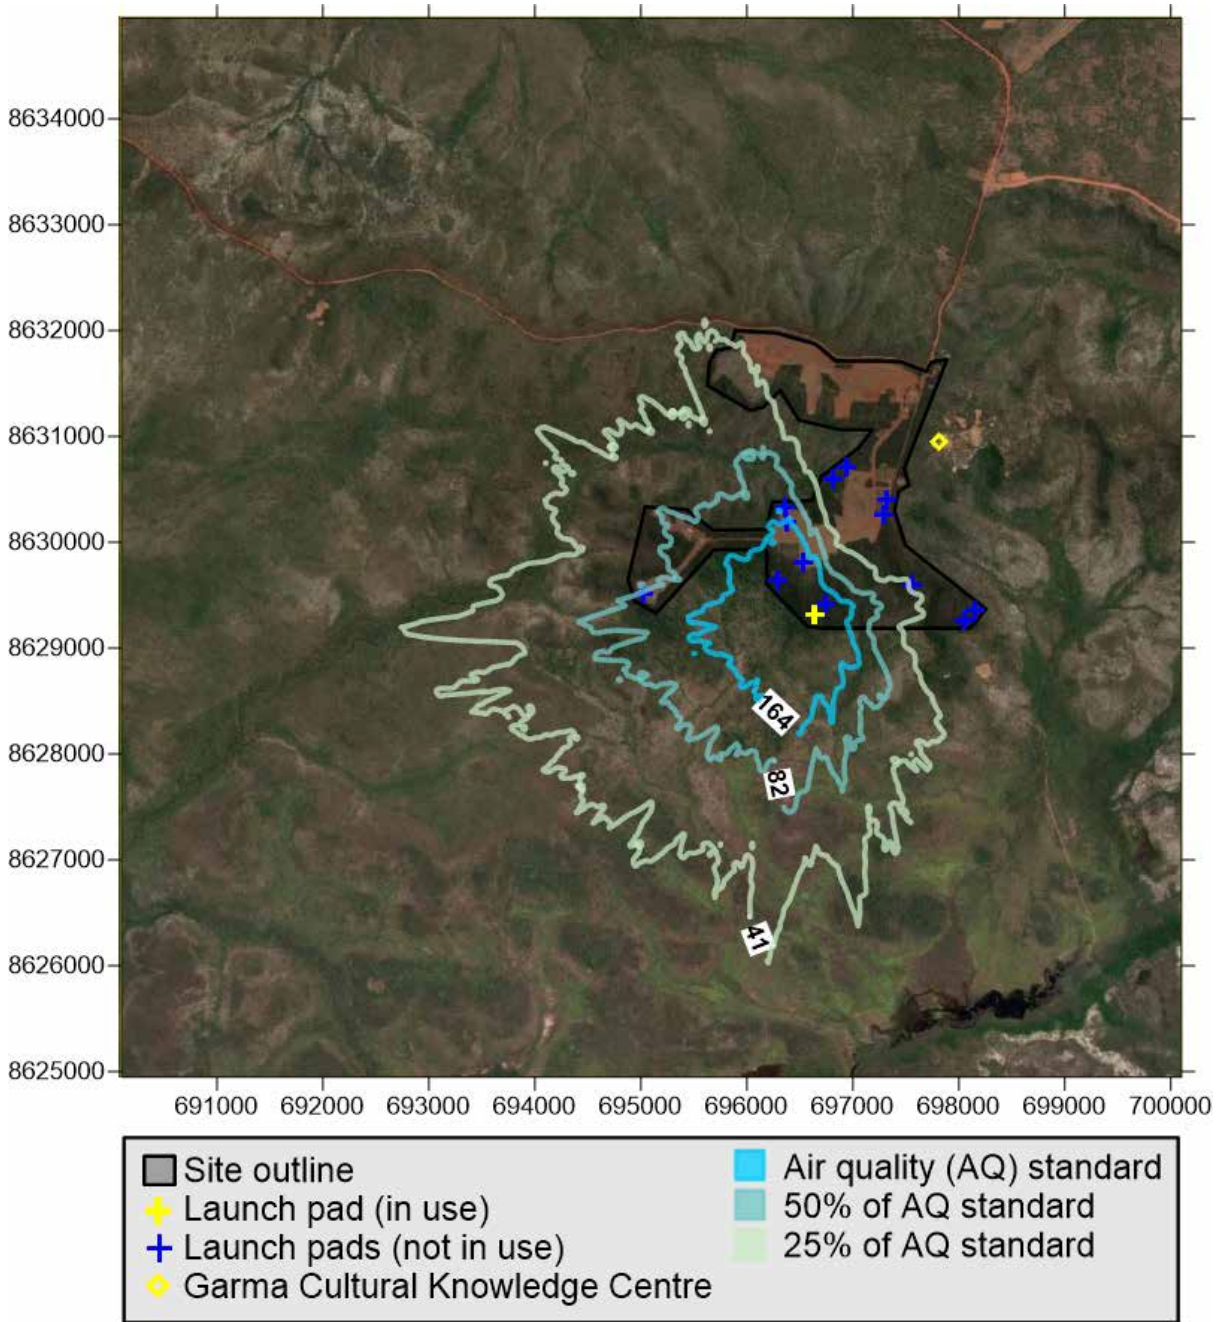 8634000
8633000
8632000
8631000
8630000
8629000
8628000
8627000
8626000
8625000
164
82
41
691000 692000 693000 694000 695000 696000 697000 698000 699000 700000
Site outline
Launch pad (in use)
Launch pads (not in use)
Garma Cultural Knowledge Centre
Air quality (AQ) standard
50% of AQ standard
25% of AQ standard